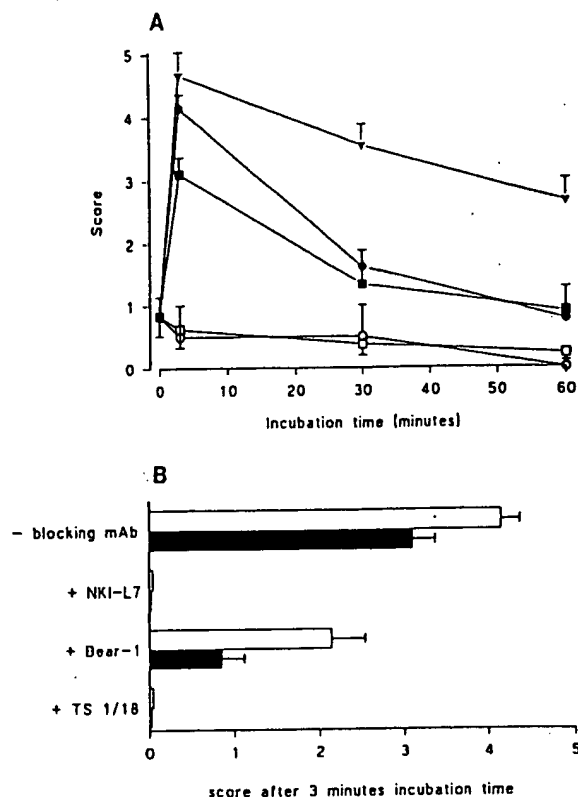 A
5
4
3
2
1
0
Score
0 10 20 30 40 50 60
Incubation time (minutes)
B
- blocking mAb
+ NKI-L7
+ Bear-1
+ TS 1/18
0 1 2 3 4 5
score after 3 minutes incubation time